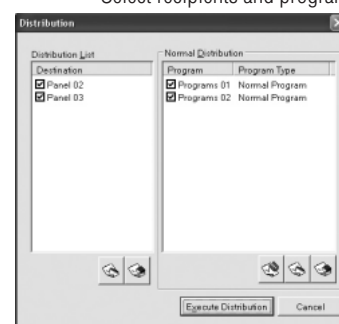 Select recipients and progra
Distribution
Distribution List
Destination
Panel 02
Panel 03
Normal Distribution
Program Program Type
Programs 01 Normal Program
Programs 02 Normal Program
Execute Distribution Cancel